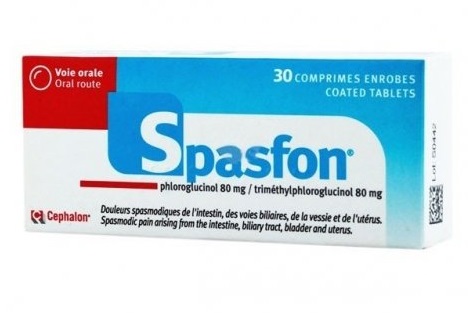 Voie orale
Oral route
30 COMPRIMES ENROBES
COATED TABLETS
Spasfon®
phloroglucinol 80 mg / triméthylphloroglucinol 80 mg
Cephalon®
Douleurs spasmodiques de l'intestin, des voies biliaires, de la vessie et de l'utérus.
Spasmodic pain arising from the intestine, biliary tract, bladder and uterus.
Lot S0442